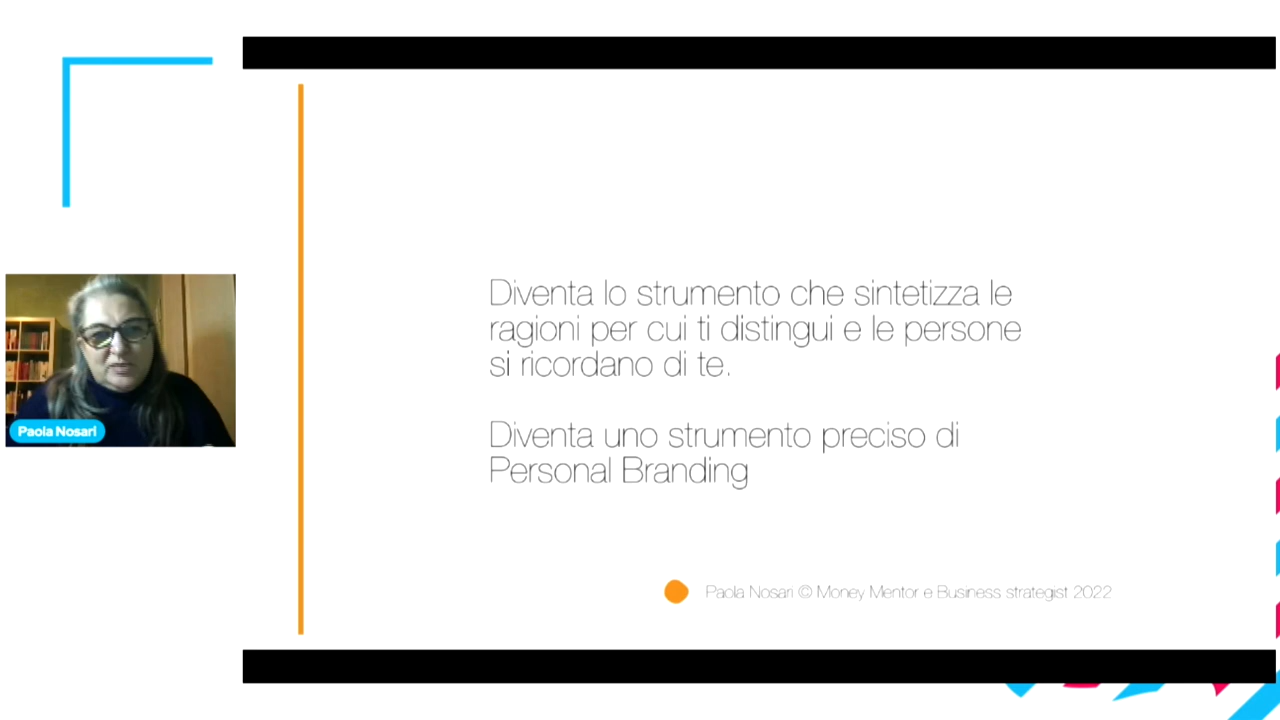 Diventa lo strumento che sintetizza le
ragioni per cui ti distingui e le persone
si ricordano di te.
Diventa uno strumento preciso di
Personal Branding
Paola Nosari © Money Mentor e Business strategist 2022
Paola Nosari